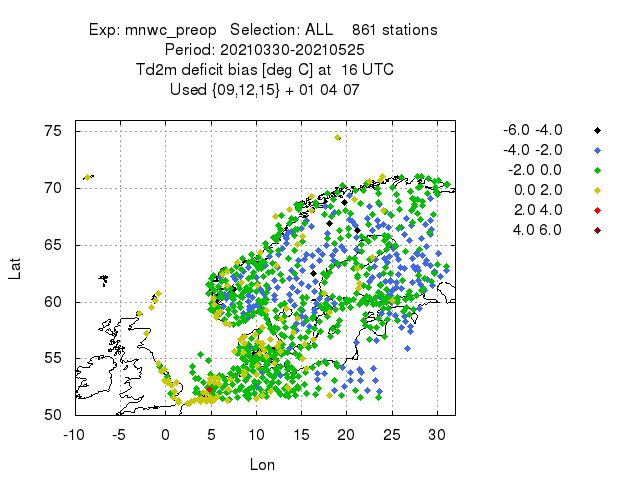 Exp: mnwc_preop   Selection: ALL    861 stations
Period: 20210330-20210525
Td2m deficit bias [deg C] at  16 UTC
Used {09,12,15} + 01 04 07
-6.0 -4.0
-4.0 -2.0
-2.0 0.0
0.0 2.0
2.0 4.0
4.0 6.0
75
70
65
60
55
50
Lat
-10 -5 0 5 10 15 20 25 30
Lon